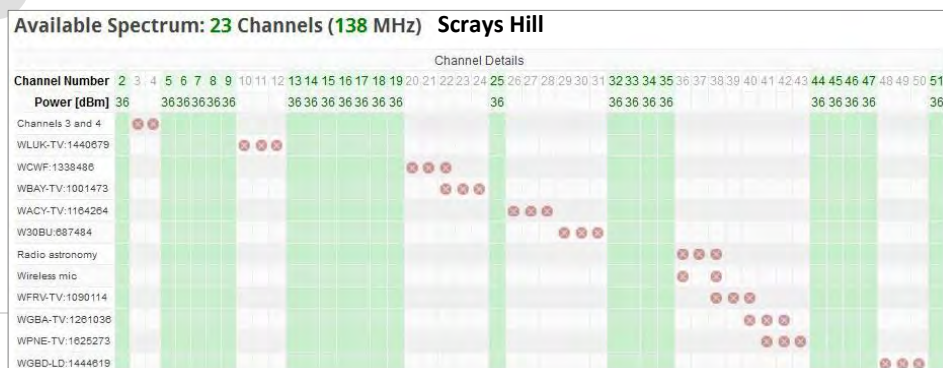 Available Spectrum: 23 Channels (138 MHz) Scrays Hill
Channel Details
Channel Number 2 3 4 5 6 7 8 9 10 11 12 13 14 15 16 17 18 19 20 21 22 23 24 25 26 27 28 29 30 31 32 33 34 35 36 37 38 39 40 41 42 43 44 45 46 47 48 49 50 51
Power [dBm] 36 36 36 36 36 36 36 36 36 36 36 36 36 36 36 36 36 36 36 36 36 36
Channels 3 and 4
WLUK-TV:1440679
WCWF:1338486
WBAY-TV:1001473
WACY-TV:1164264
W30BU:687484
Radio astronomy
Wireless mic
WFRV-TV:1090114
WGBA-TV:1261036
WPNE-TV:1625273
WGBD-LD:1444619